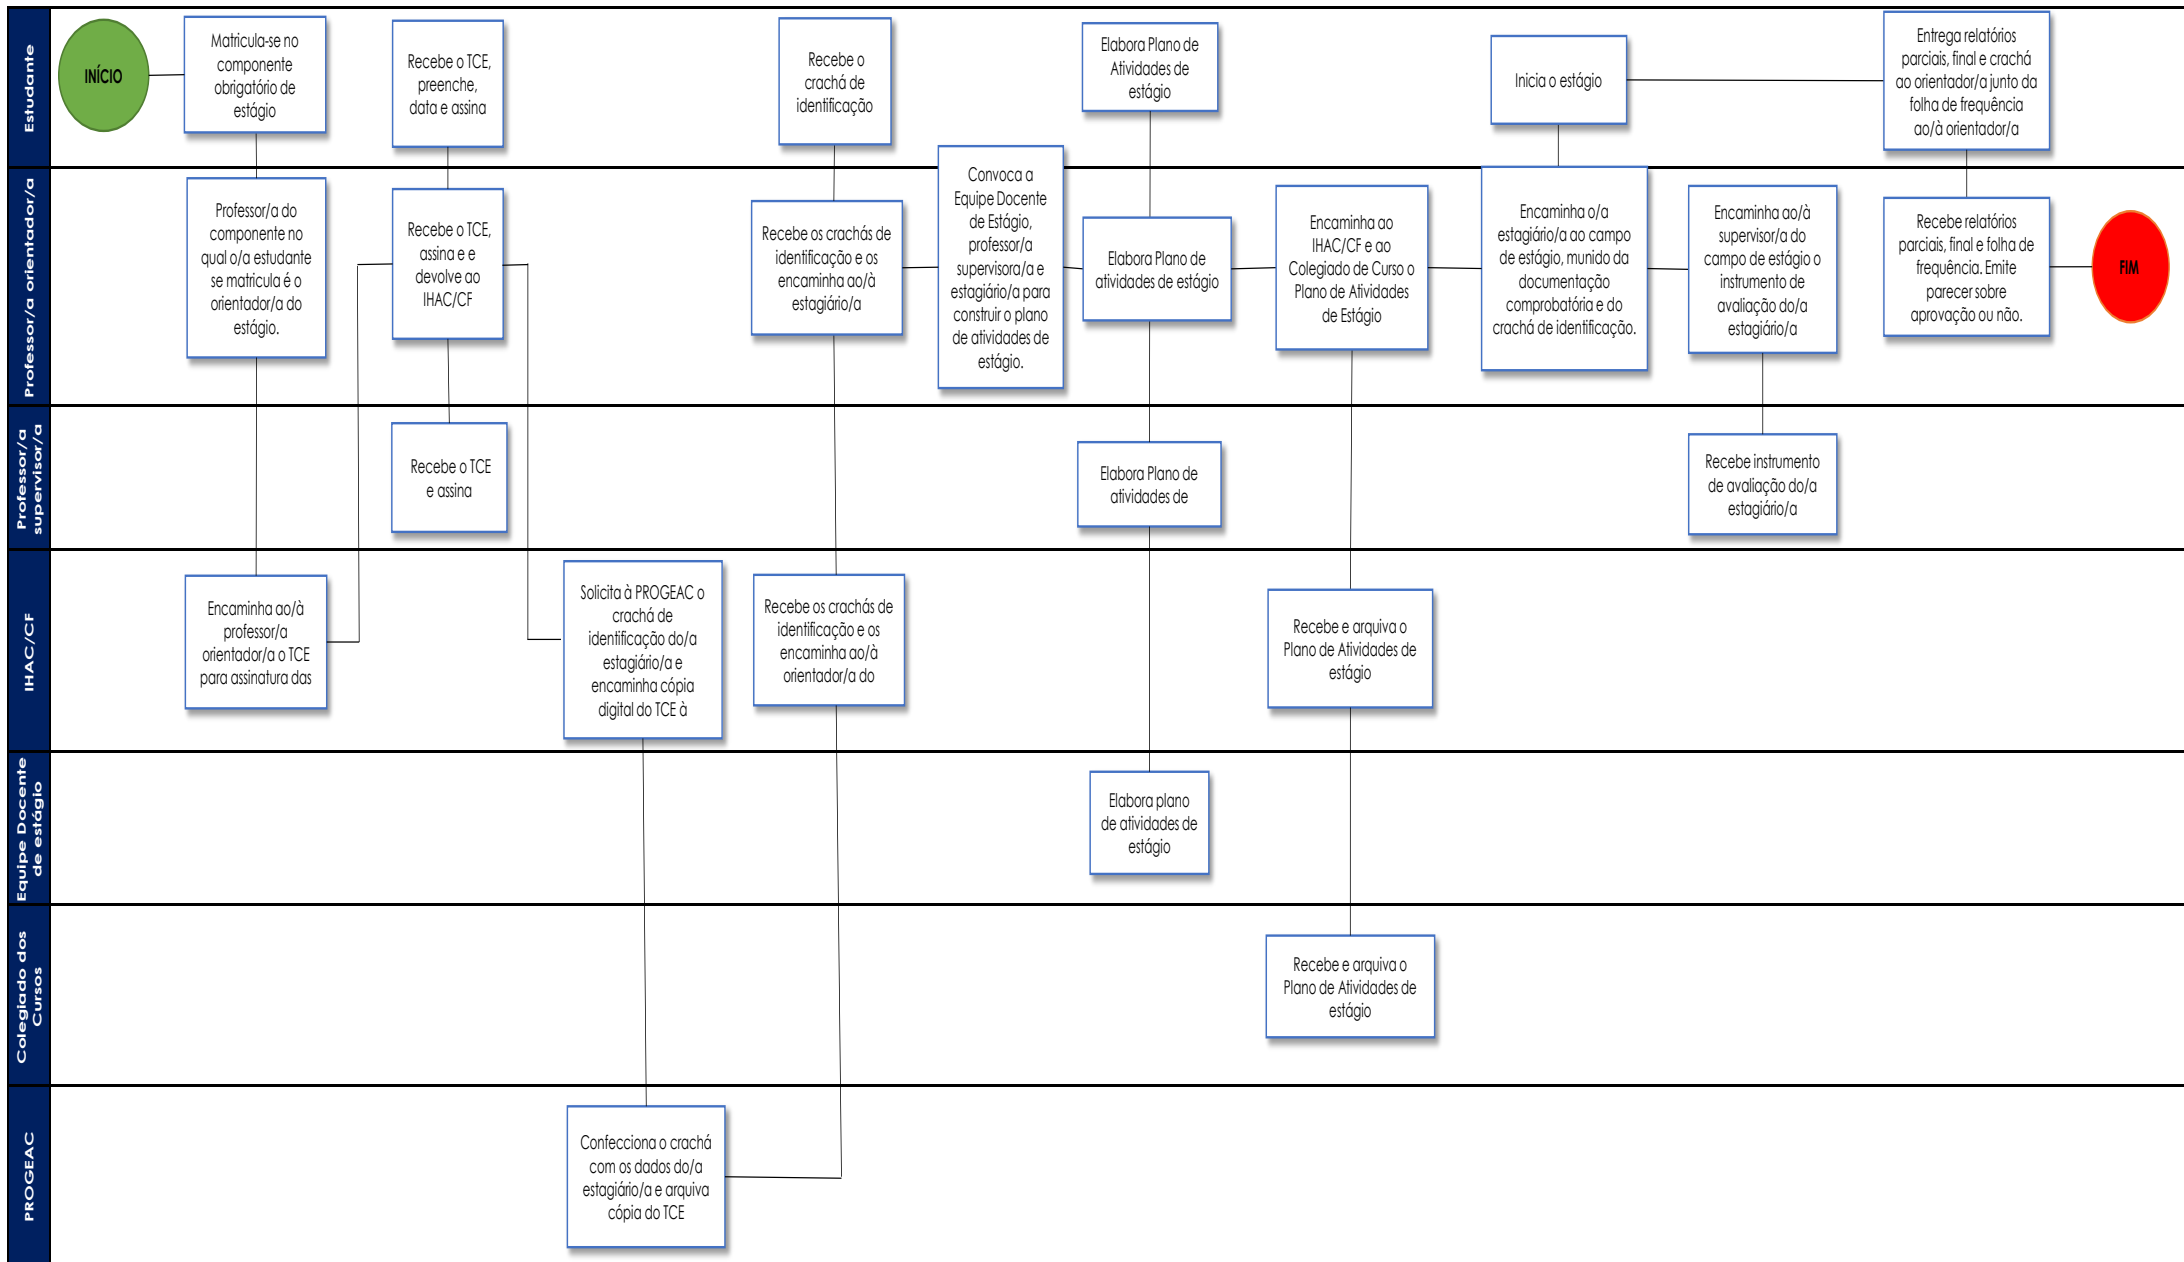 Estudante
INÍCIO
Matricula-se no
componente
obrigatório de
estágio
Recebe o TCE,
preenche,
data e assina
Recebe o
crachá de
identificação
Elabora Plano de
Atividades de
estágio
Inicia o estágio
Entrega relatórios
parciais, final e crachá
ao orientador/a junto da
folha de frequência
ao/à orientador/a
Professor/a orientador/a
Professor/a do
componente no
qual o/a estudante
se matricula é o
orientador/a do
estágio.
Recebe o TCE,
assina e e
devolve ao
IHAC/CF
Recebe os crachás de
identificação e os
encaminha ao/à
estagiário/a
Convoca a
Equipe Docente
de Estágio,
professor/a
supervisora/a e
estagiário/a para
construir o plano
de atividades de
estágio.
Elabora Plano de
atividades de estágio
Encaminha ao
IHAC/CF e ao
Colegiado de Curso o
Plano de Atividades
de Estágio
Encaminha o/a
estagiário/a ao campo
de estágio, munido da
documentação
comprobatória e do
crachá de identificação.
Encaminha ao/à
supervisor/a do
campo de estágio o
instrumento de
avaliação do/a
estagiário/a
Recebe relatórios
parciais, final e folha de
frequência. Emite
parecer sobre
aprovação ou não.
FIM
Professor/a
supervisor/a
Recebe o TCE
e assina
Elabora Plano de
atividades de
Recebe instrumento
de avaliação do/a
estagiário/a
IHAC/CF
Encaminha ao/à
professor/a
orientador/a o TCE
para assinatura das
Solicita à PROGEAC o
crachá de
identificação do/a
estagiário/a e
encaminha cópia
digital do TCE à
Recebe os crachás de
identificação e os
encaminha ao/à
orientador/a do
Recebe e arquiva o
Plano de Atividades de
estágio
Equipe Docente
de estágio
Elabora plano
de atividades de
estágio
Colegiado dos
Cursos
Recebe e arquiva o
Plano de Atividades de
estágio
PROGEAC
Confecciona o crachá
com os dados do/a
estagiário/a e arquiva
cópia do TCE